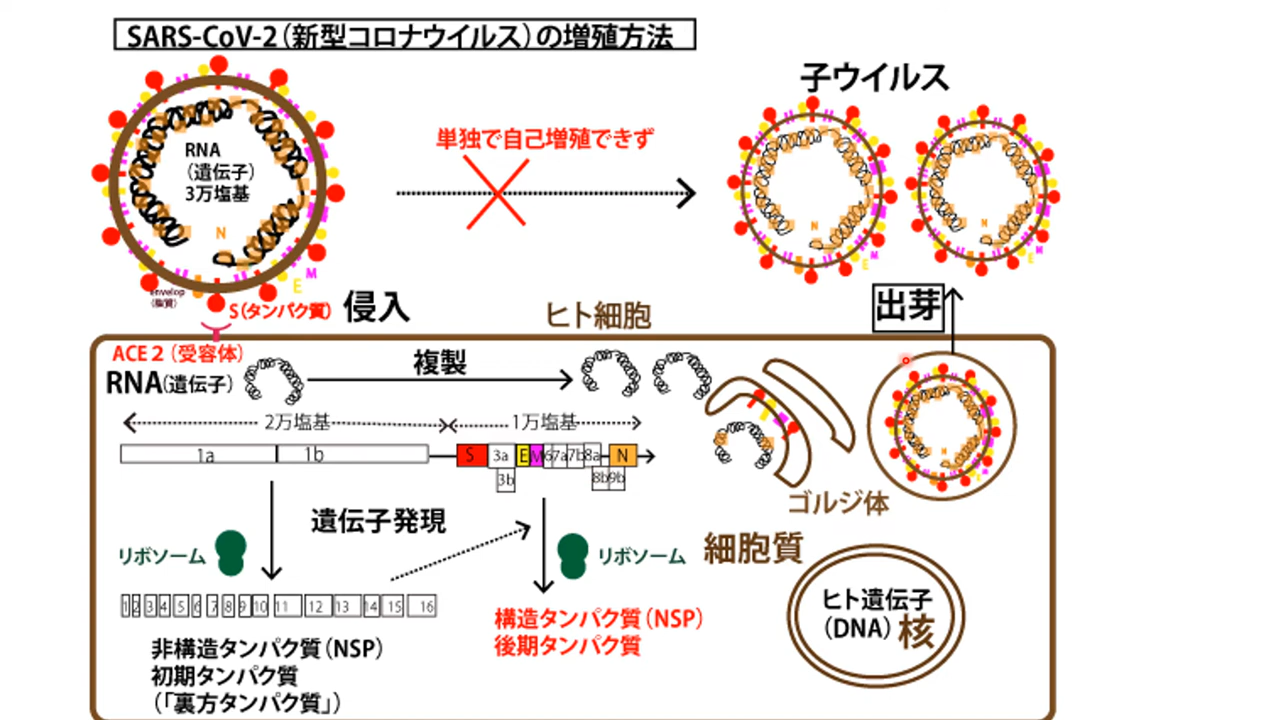 SARS-CoV-2（新型コロナウイルス）の増殖方法
子ウイルス
単独で自己増殖できず
RNA
（遺伝子）
3万塩基
N
M
E
envelop
（脂質）
S（タンパク質）
侵入
N
E
M
N
E
M
出芽
ヒト細胞
ACE２（受容体）
RNA（遺伝子）
複製
2万塩基
1万塩基
1a
1b
S
3a
E
M
6
7a
7b
8a
N
3b
8b
9b
ゴルジ体
遺伝子発現
リボソーム
リボソーム
細胞質
1 2 3 4 5 6 7 8 9 10 11 12 13 14 15 16
構造タンパク質（NSP）
後期タンパク質
非構造タンパク質（NSP）
初期タンパク質
（「裏方タンパク質」）
ヒト遺伝子
（DNA）核